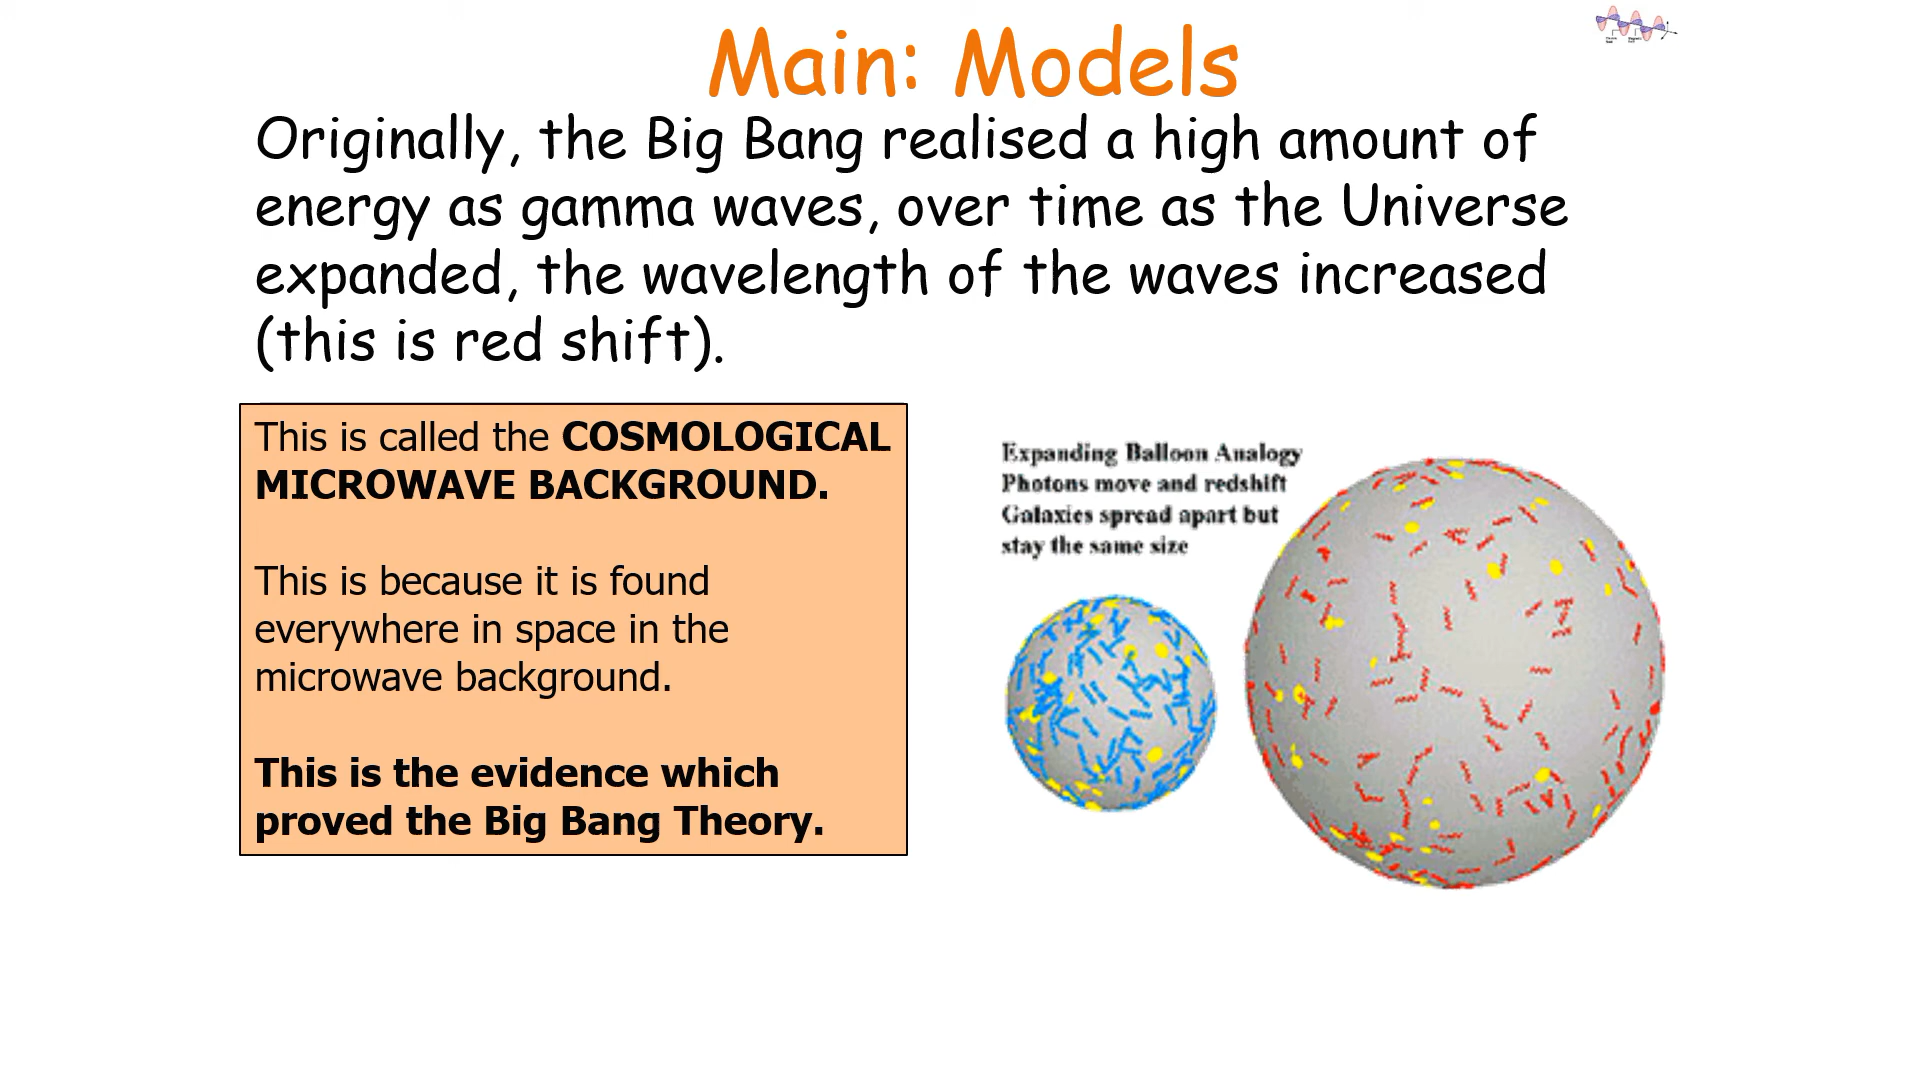 Main: Models
Originally, the Big Bang realised a high amount of
energy as gamma waves, over time as the Universe
expanded, the wavelength of the waves increased
(this is red shift).
This is called the COSMOLOGICAL
MICROWAVE BACKGROUND.
This is because it is found
everywhere in space in the
microwave background.
This is the evidence which
proved the Big Bang Theory.
Expanding Balloon Analogy
Photons move and redshift
Galaxies spread apart but
stay the same size